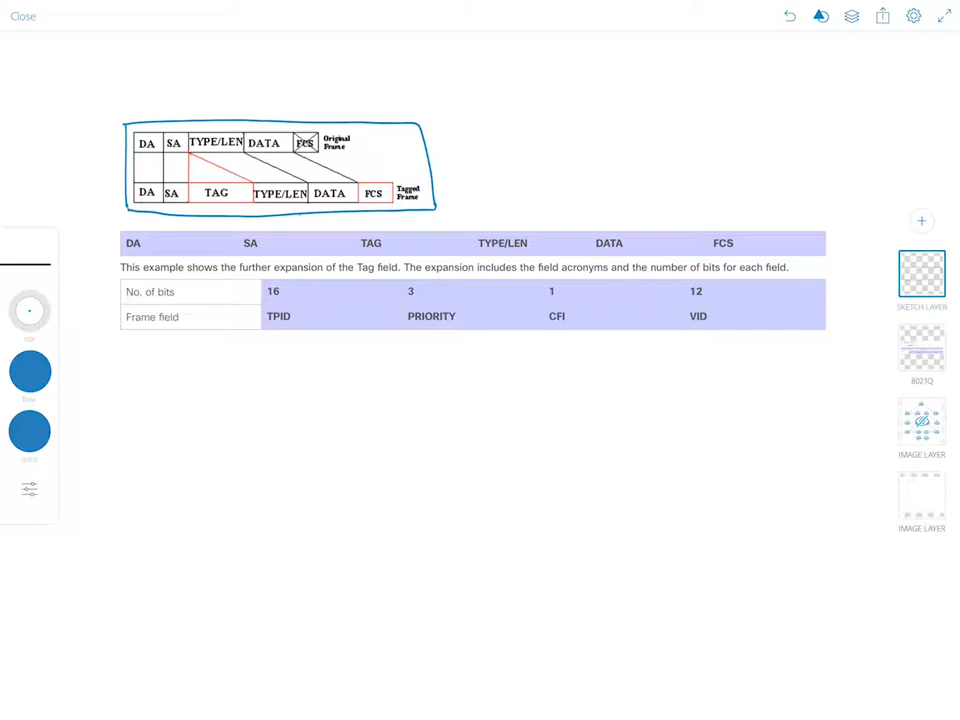 Close
DA SA TYPE/LEN DATA FCS Original Frame
DA SA TAG TYPE/LEN DATA FCS Tagged Frame
DA SA TAG TYPE/LEN DATA FCS
This example shows the further expansion of the Tag field. The expansion includes the field acronyms and the number of bits for each field.
No. of bits 16 3 1 12
Frame field TPID PRIORITY CFI VID
SKETCH LAYER
8021Q
IMAGE LAYER
IMAGE LAYER
size
flow
color